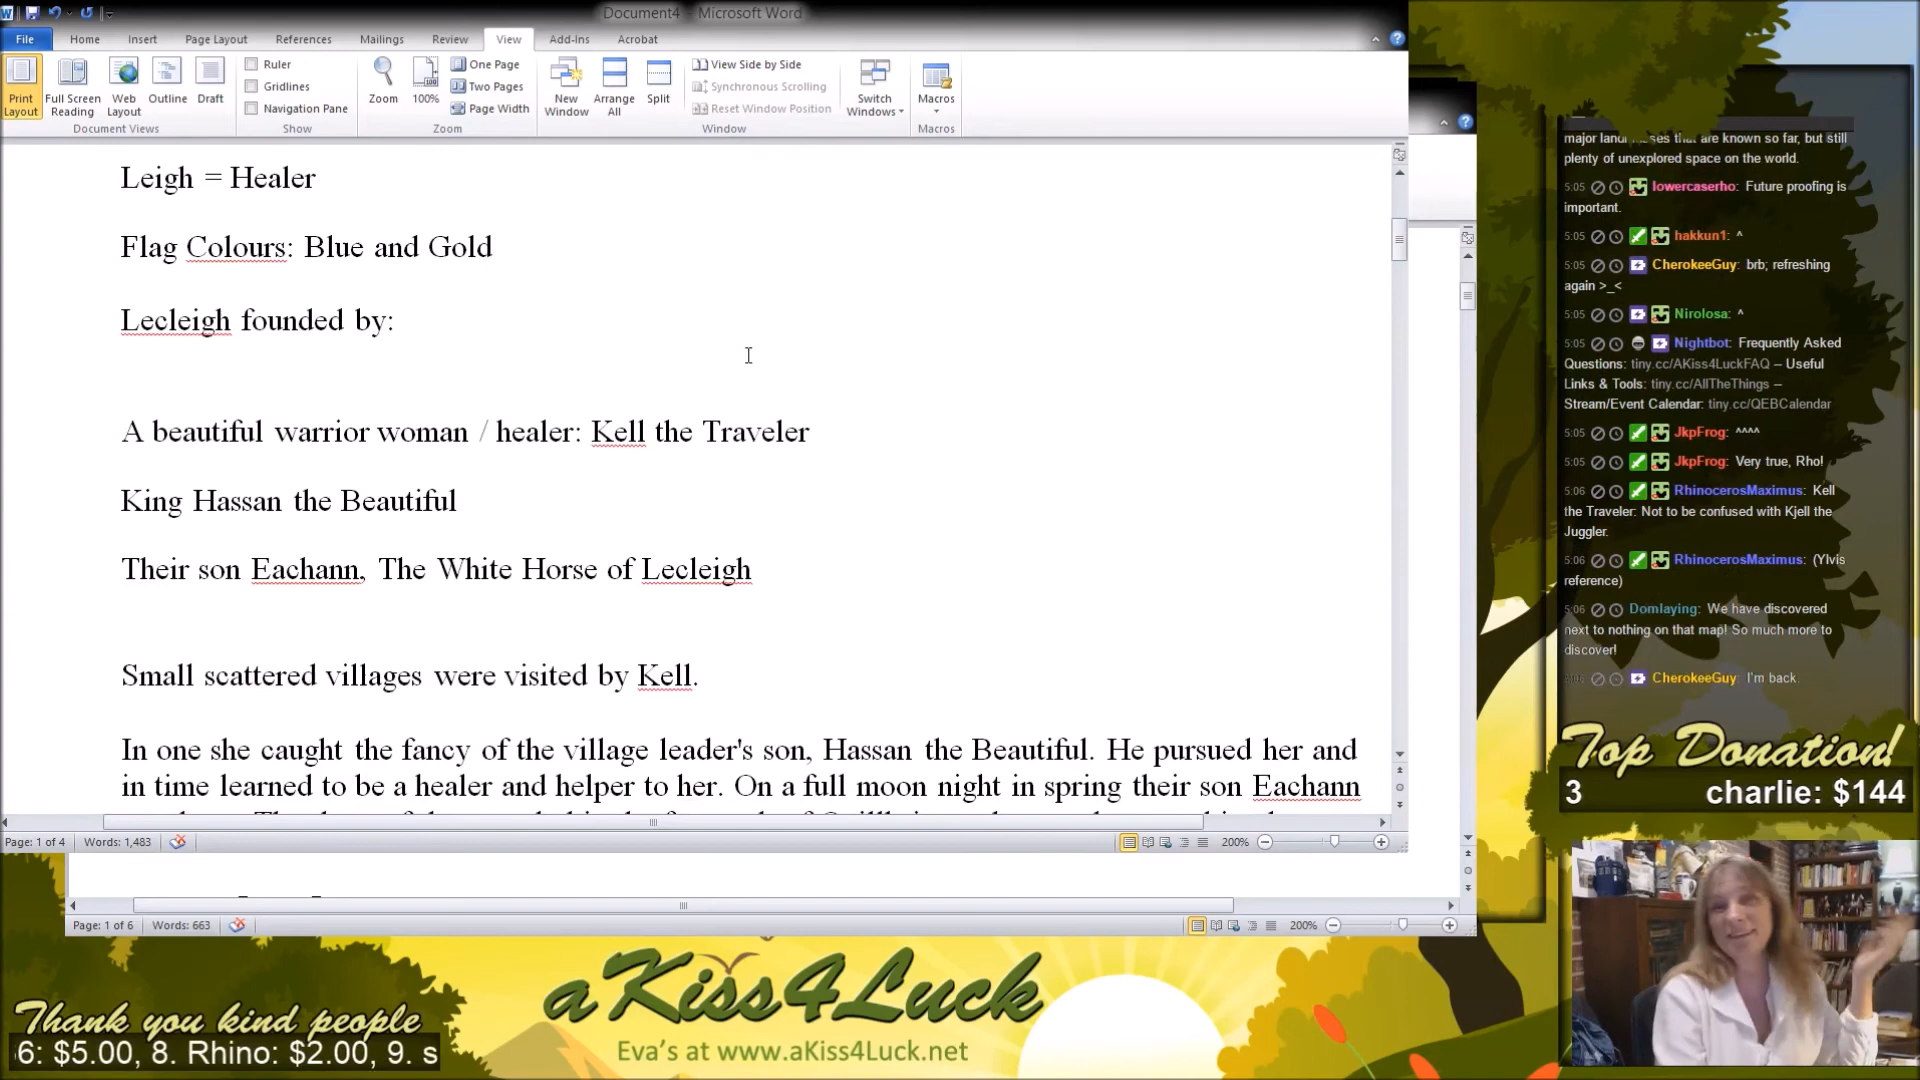 Document4 - Microsoft Word
File Home Insert Page Layout References Mailings Review View Add-Ins Acrobat
Print Layout
Full Screen Reading
Web Layout
Outline
Draft
Document Views
Ruler
Gridlines
Navigation Pane
Show
Zoom
100%
One Page
Two Pages
Page Width
Zoom
New Window
Arrange All
Split
View Side by Side
Synchronous Scrolling
Reset Window Position
Window
Switch Windows
Macros
Macros
Leigh = Healer
Flag Colours: Blue and Gold
Lecleigh founded by:
A beautiful warrior woman / healer: Kell the Traveler
King Hassan the Beautiful
Their son Eachann, The White Horse of Lecleigh
Small scattered villages were visited by Kell.
In one she caught the fancy of the village leader's son, Hassan the Beautiful. He pursued her and
in time learned to be a healer and helper to her. On a full moon night in spring their son Eachann
Page: 1 of 4 Words: 1,483 200%
Page: 1 of 6 Words: 663 200%
that are known so far, but still
plenty of unexplored space on the world.
5:05 lowercaserho: Future proofing is
important.
5:05 hakkun1: ^
5:05 CherokeeGuy: brb; refreshing
again >_<
5:05 Nirolosa: ^
5:05 Nightbot: Frequently Asked
Questions: tiny.cc/AKiss4LuckFAQ -- Useful
Links & Tools: tiny.cc/AllTheThings --
Stream/Event Calendar: tiny.cc/QEBCalendar
5:05 JkpFrog: ^^^^
5:05 JkpFrog: Very true, Rho!
5:06 RhinocerosMaximus: Kell
the Traveler: Not to be confused with Kjell the
Juggler.
5:06 RhinocerosMaximus: (Ylvis
reference)
5:06 Domlaying: We have discovered
next to nothing on that map! So much more to
discover!
CherokeeGuy: I'm back.
Top Donation!
3 charlie: $144
aKiss4Luck
Eva's at www.aKiss4Luck.net
Thank you kind people
6: $5.00, 8. Rhino: $2.00, 9. s